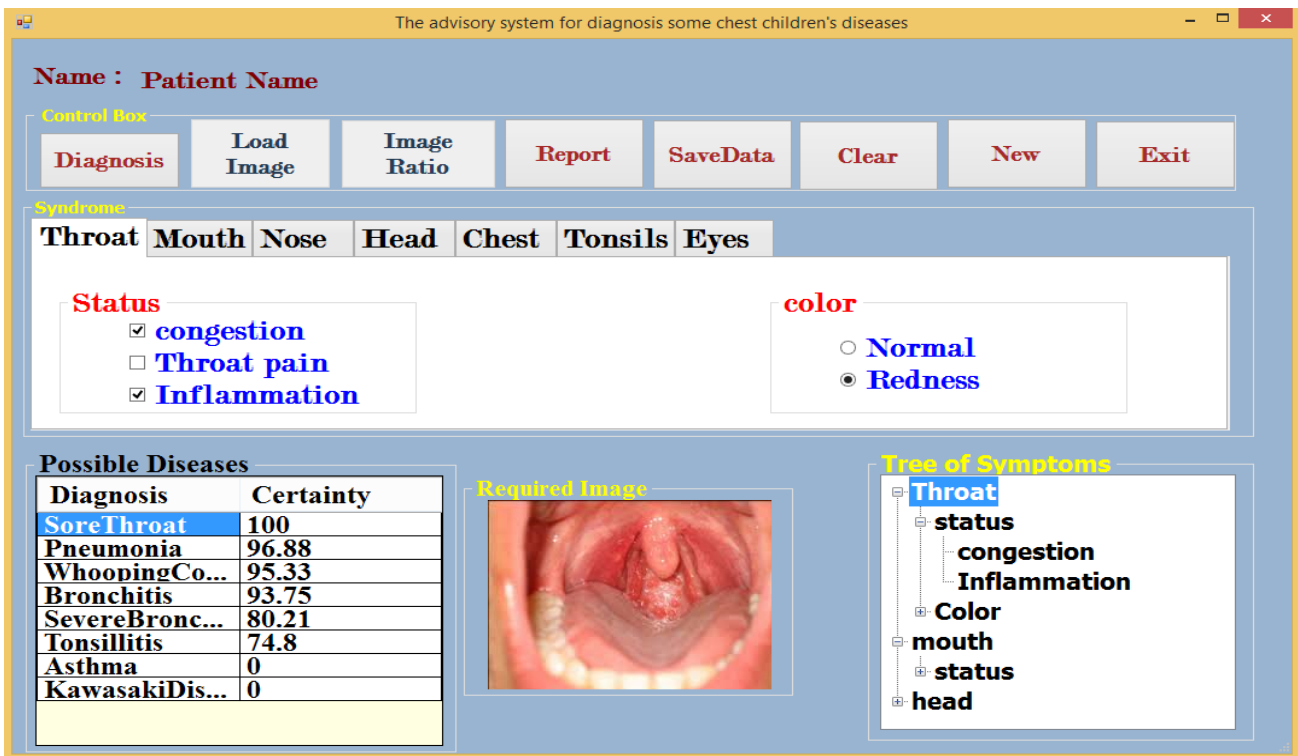 The advisory system for diagnosis some chest children's diseases
Name : Patient Name
Control Box
Diagnosis
Load Image
Image Ratio
Report
SaveData
Clear
New
Exit
Syndrome
Throat Mouth Nose Head Chest Tonsils Eyes
Status
congestion
Throat pain
Inflammation
color
Normal
Redness
Possible Diseases
Diagnosis Certainty
SoreThroat 100
Pneumonia 96.88
WhoopingCo... 95.33
Bronchitis 93.75
SevereBronc... 80.21
Tonsillitis 74.8
Asthma 0
KawasakiDis... 0
Required Image
Tree of Symptoms
Throat
status
congestion
Inflammation
Color
mouth
status
head